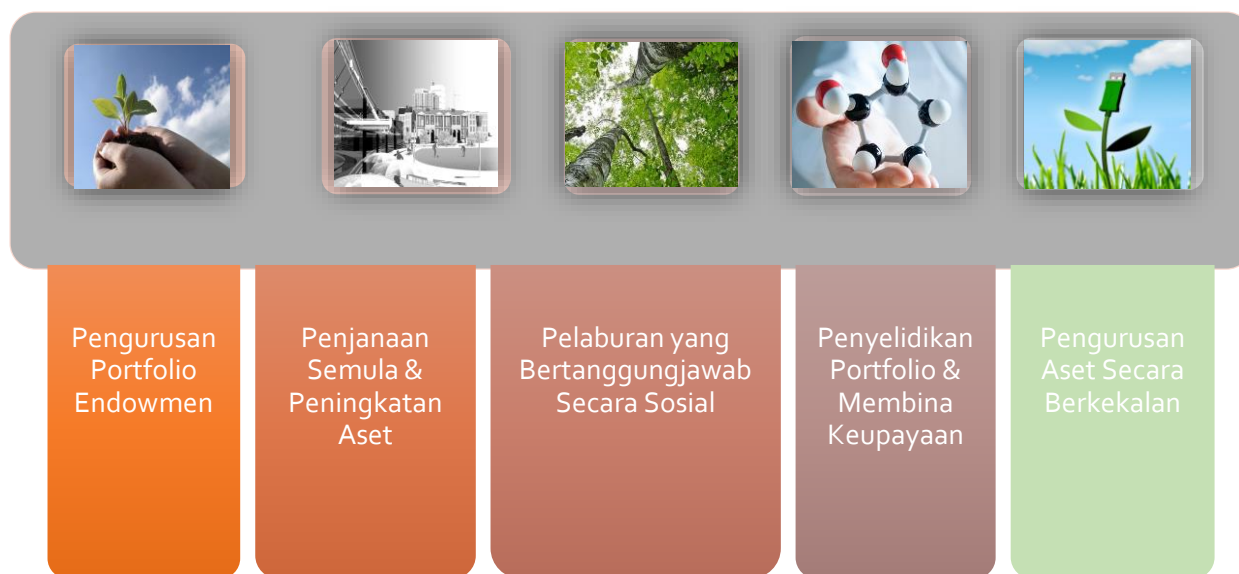 Pengurusan
Portfolio
Endowmen
Penjanaan
Semula &
Peningkatan
Aset
Pelaburan yang
Bertanggungjawab
Secara Sosial
Penyelidikan
Portfolio &
Membina
Keupayaan
Pengurusan
Aset Secara
Berkekalan